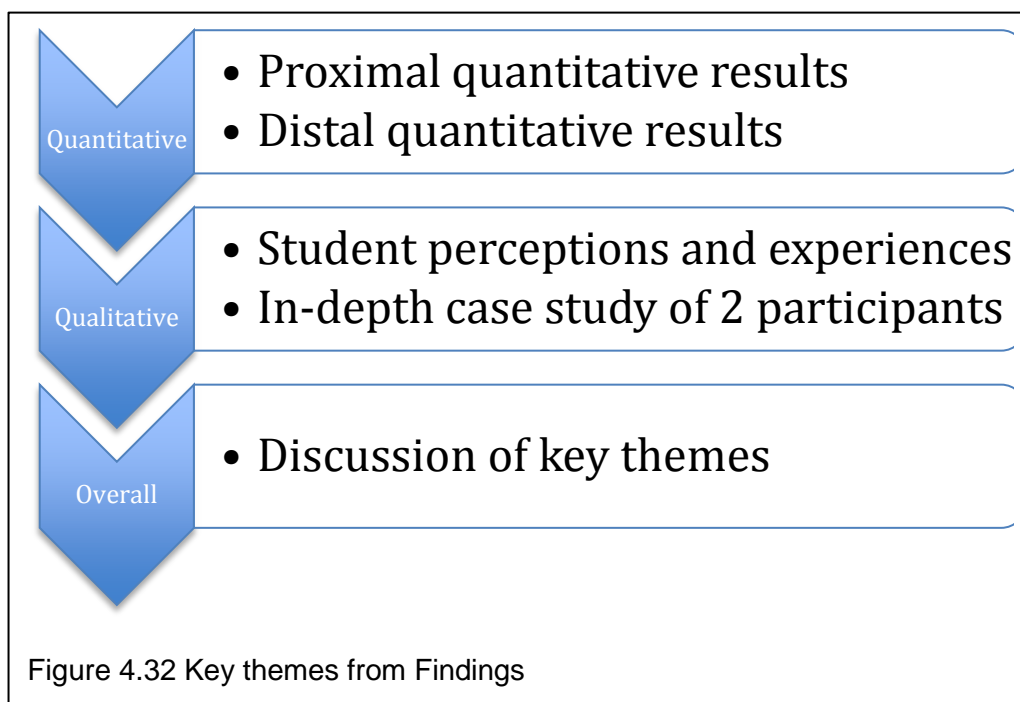 Quantitative
• Proximal quantitative results
• Distal quantitative results
Qualitative
• Student perceptions and experiences
• In-depth case study of 2 participants
Overall
• Discussion of key themes
Figure 4.32 Key themes from Findings